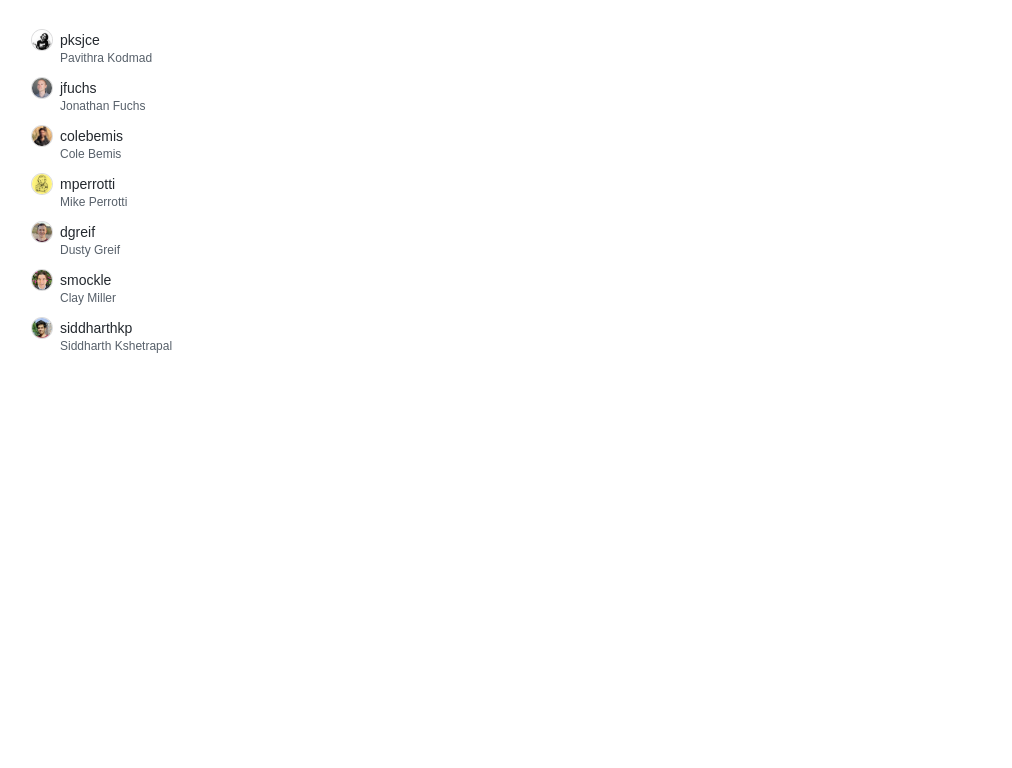 pksjce
Pavithra Kodmad
jfuchs
Jonathan Fuchs
colebemis
Cole Bemis
mperrotti
Mike Perrotti
dgreif
Dusty Greif
smockle
Clay Miller
siddharthkp
Siddharth Kshetrapal